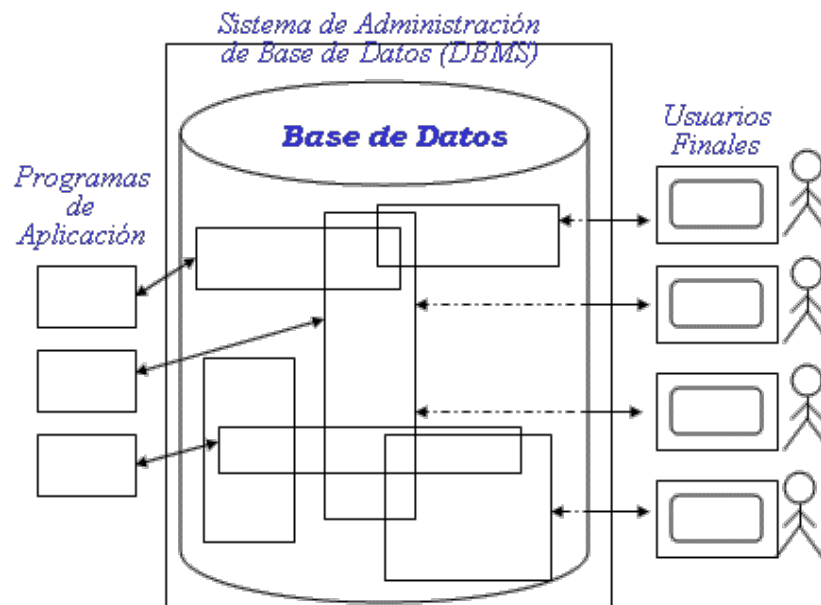 Sistema de Administración
de Base de Datos (DBMS)
Base de Datos
Usuarios
Finales
Programas
de
Aplicación